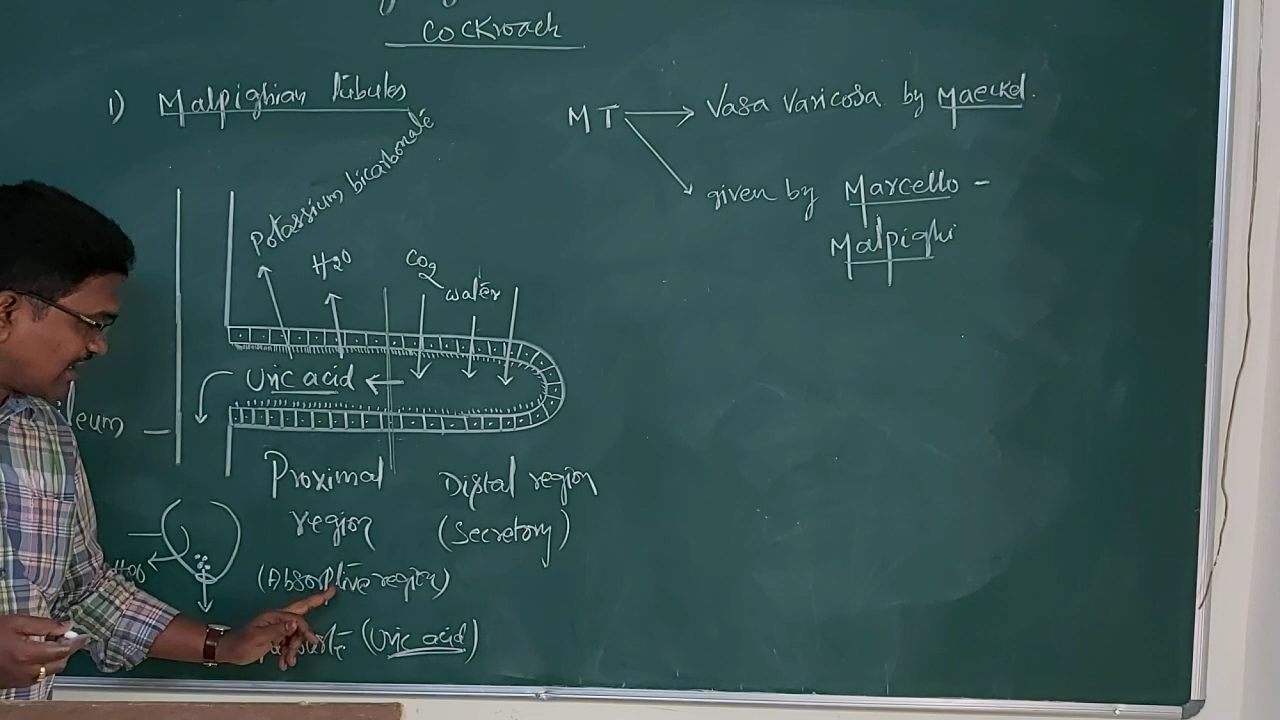 Cockroach
1) Malpighian tubules
MT → Vasa varicosa by Maeckel.
given by Marcello -
Malpighi
Potassium bicarbonate
H2O
CO2
water
Uric acid ←
leum
Proximal
region
(Absorptive region)
Distal region
(Secretory)
(Uric acid)